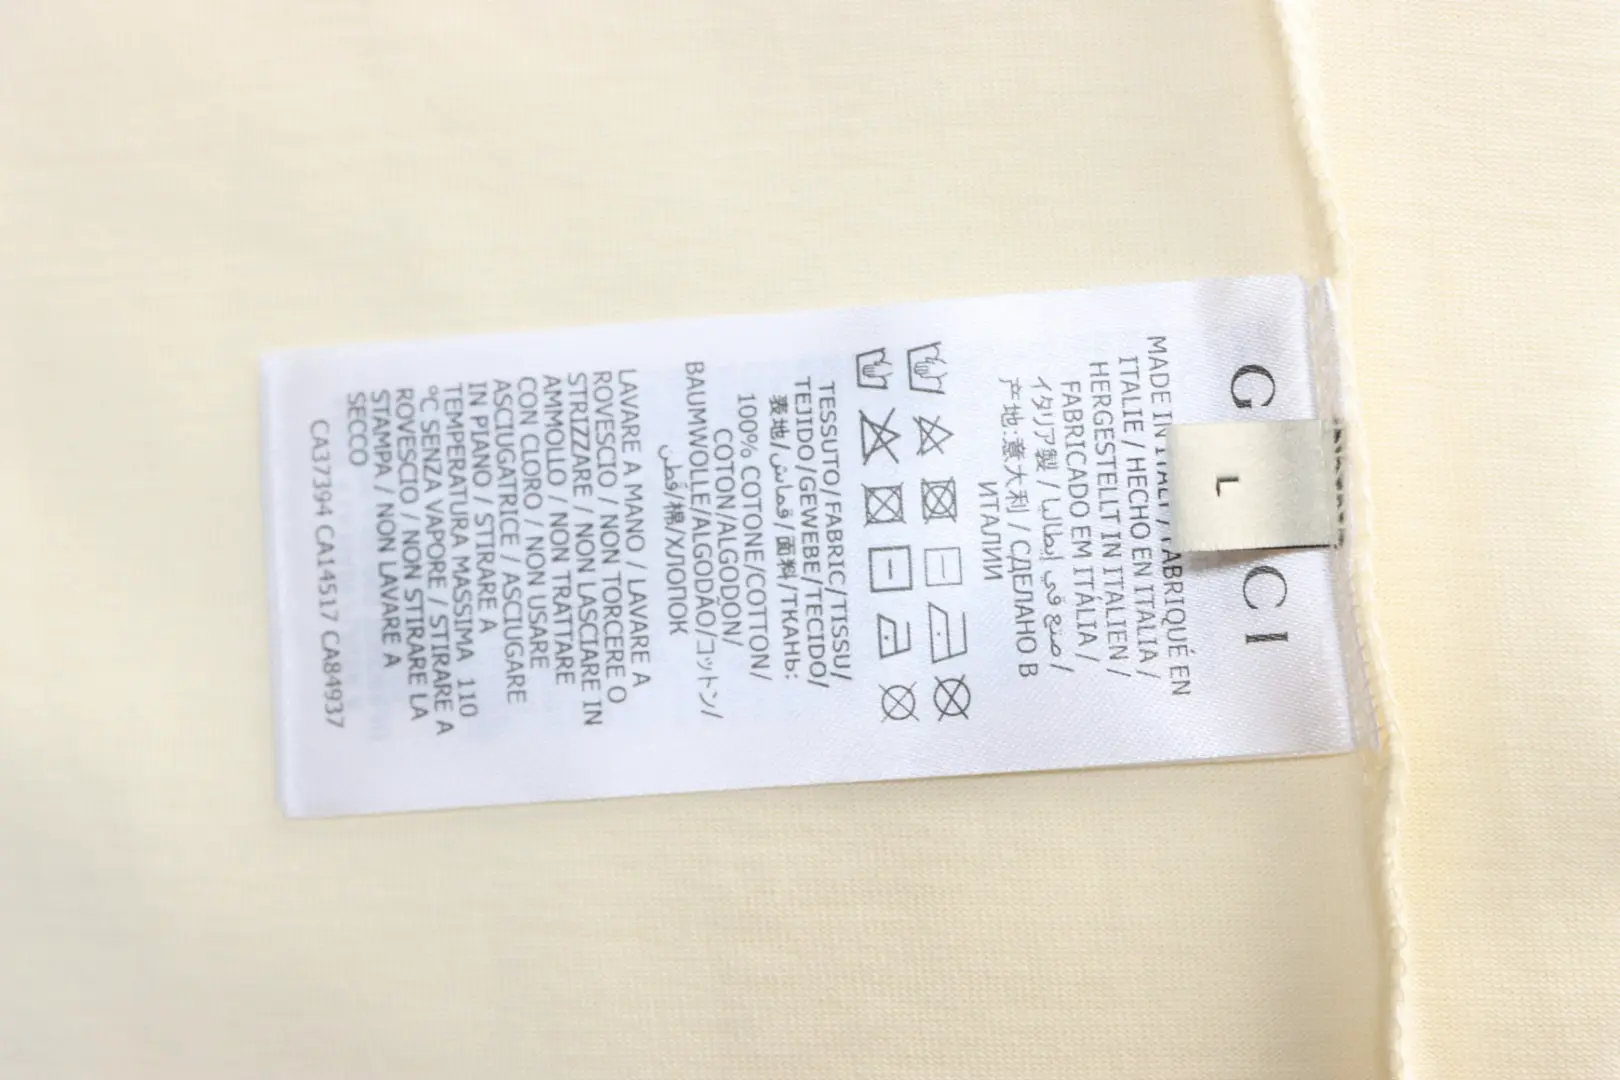 G CI
L
MADE IN ITALY / FABRIQUÉ EN
ITALIE / HECHO EN ITALIA /
HERGESTELLT IN ITALIEN /
FABRICADO EM ITÁLIA /
イタリア製 / صنع في إيطاليا /
产地:意大利 / СДЕЛАНО В
ИТАЛИИ
TESSUTO/FABRIC/TISSU/
TEJIDO/GEWEBE/TECIDO/
表地/قماش/面料/ТКАНЬ:
100% COTONE/COTTON/
COTON/ALGODON/
BAUMWOLLE/ALGODÃO/コットン/
قطن/棉/ХЛОПОК
LAVARE A MANO / LAVARE A
ROVESCIO / NON TORCERE O
STRIZZARE / NON LASCIARE IN
AMMOLLO / NON TRATTARE
CON CLORO / NON USARE
ASCIUGATRICE / ASCIUGARE
IN PIANO / STIRARE A
TEMPERATURA MASSIMA 110
°C SENZA VAPORE / STIRARE A
ROVESCIO / NON STIRARE LA
STAMPA / NON LAVARE A
SECCO
CA37394 CA14517 CA84937